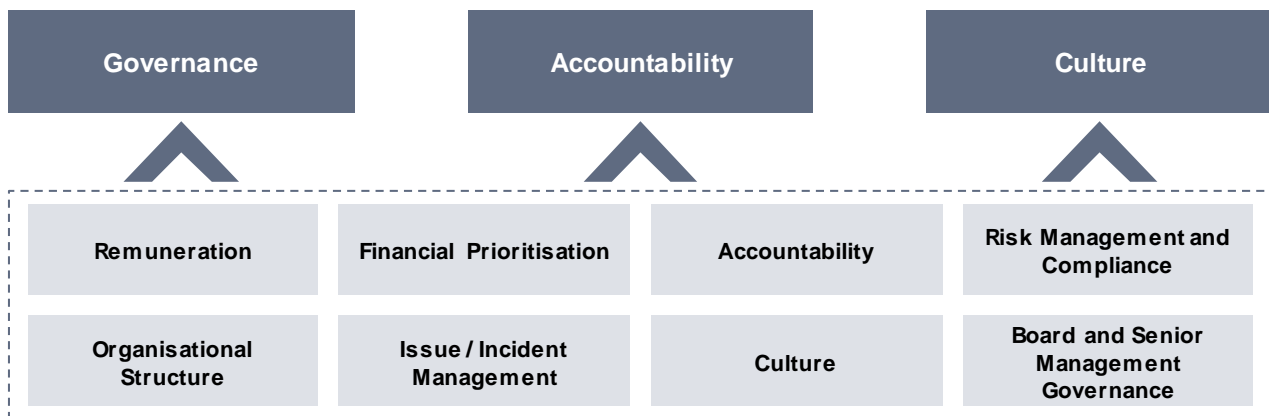 Governance
Accountability
Culture
Remuneration
Financial Prioritisation
Accountability
Risk Management and
Compliance
Organisational
Structure
Issue / Incident
Management
Culture
Board and Senior
Management
Governance